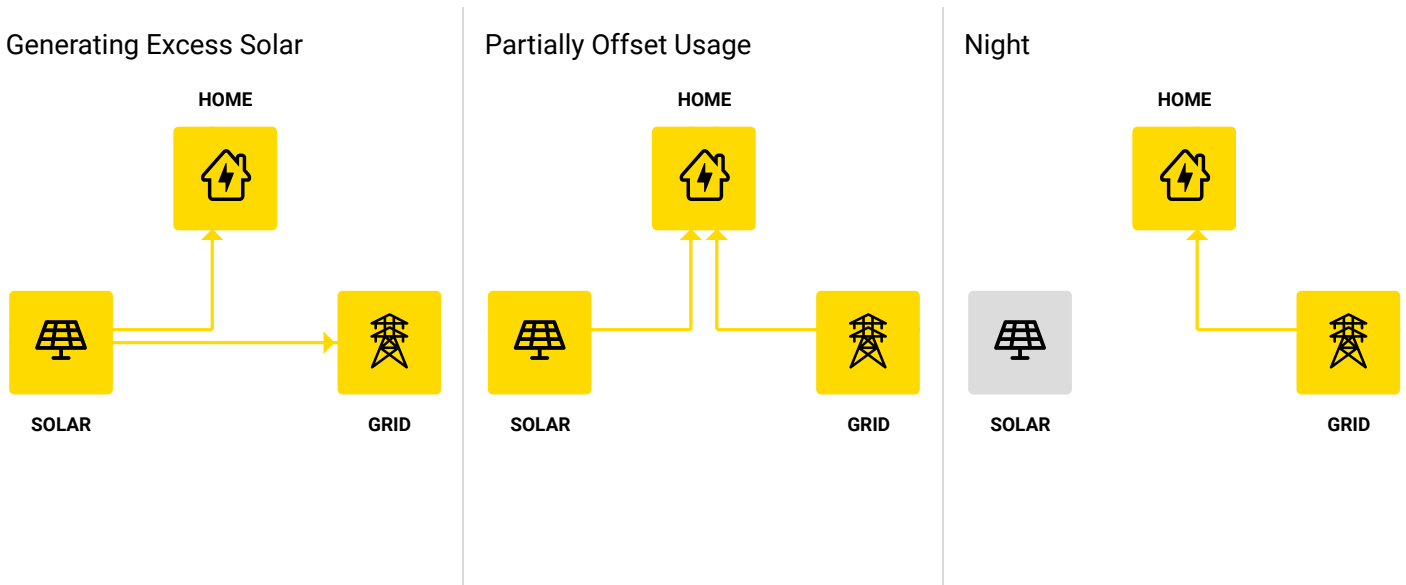 Generating Excess Solar
HOME
SOLAR
GRID
Partially Offset Usage
HOME
SOLAR
GRID
Night
HOME
SOLAR
GRID